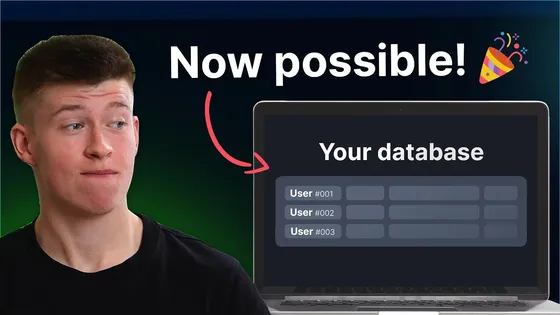 Now possible! 🎉
Your database
User #001
User #002
User #003